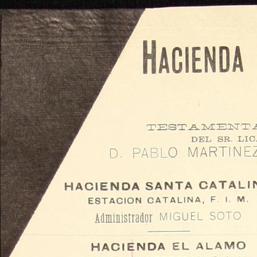 HACIENDA
TESTAMENTA
DEL SR. LIC.
D. PABLO MARTINEZ
HACIENDA SANTA CATALIN
ESTACION CATALINA, F. I. M.
Administrador MIGUEL SOTO
HACIENDA EL ALAMO